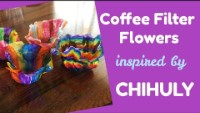 Coffee Filter
Flowers
inspired by
CHIHULY